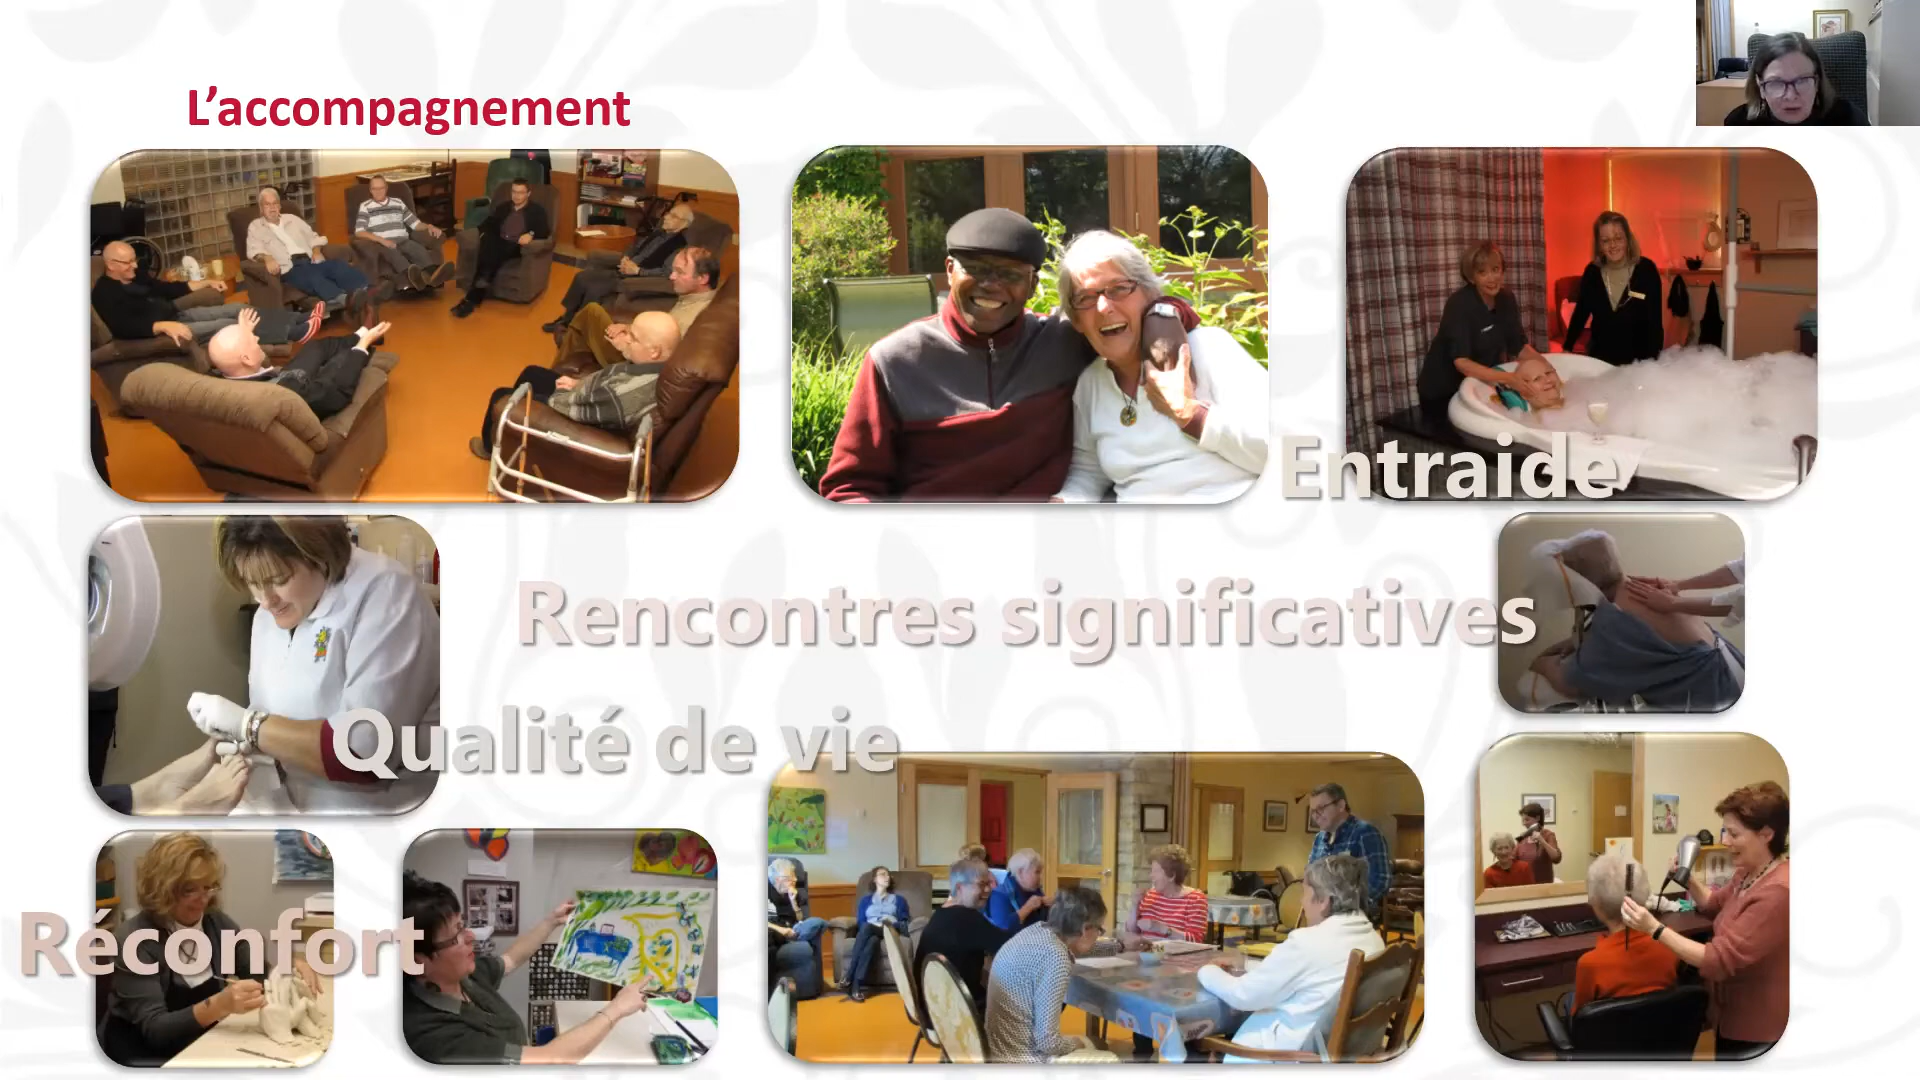 L'accompagnement
Entraide
Rencontres significatives
Qualité de vie
Réconfort